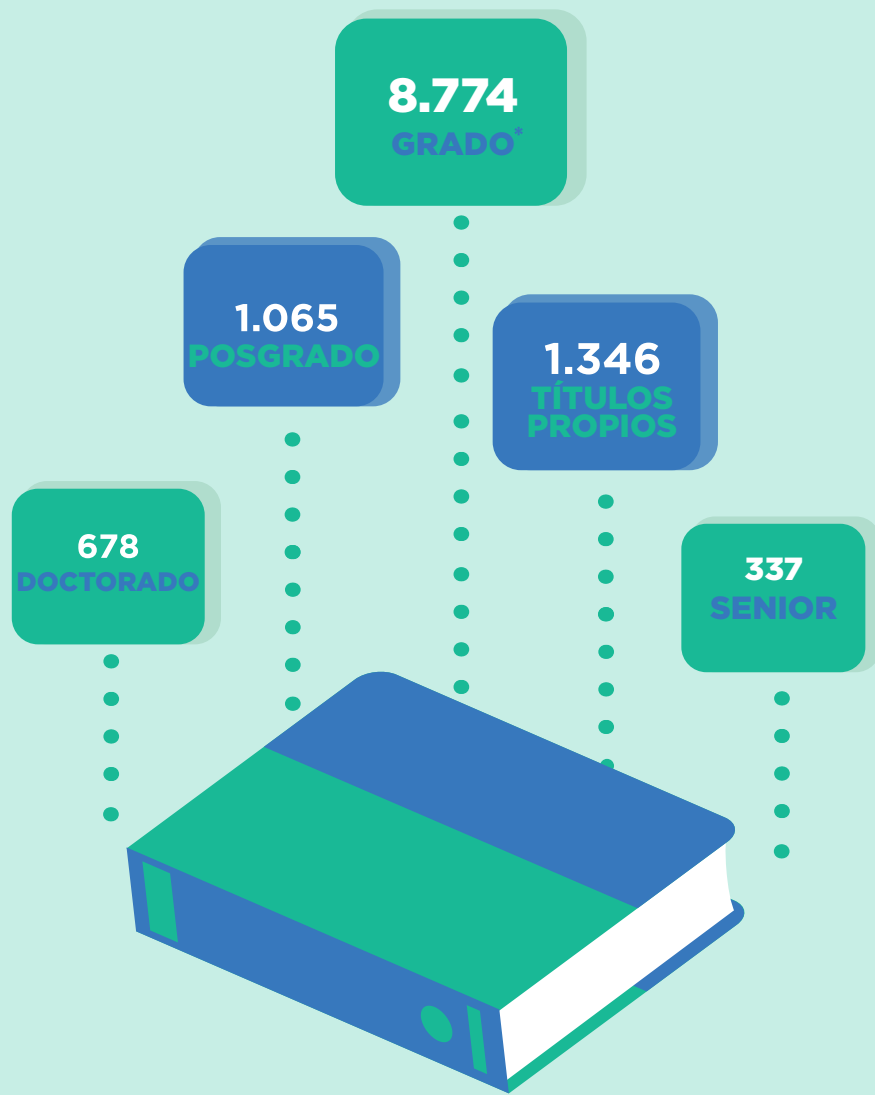 8.774
GRADO*
1.065
POSGRADO
1.346
TÍTULOS
PROPIOS
678
DOCTORADO
337
SENIOR